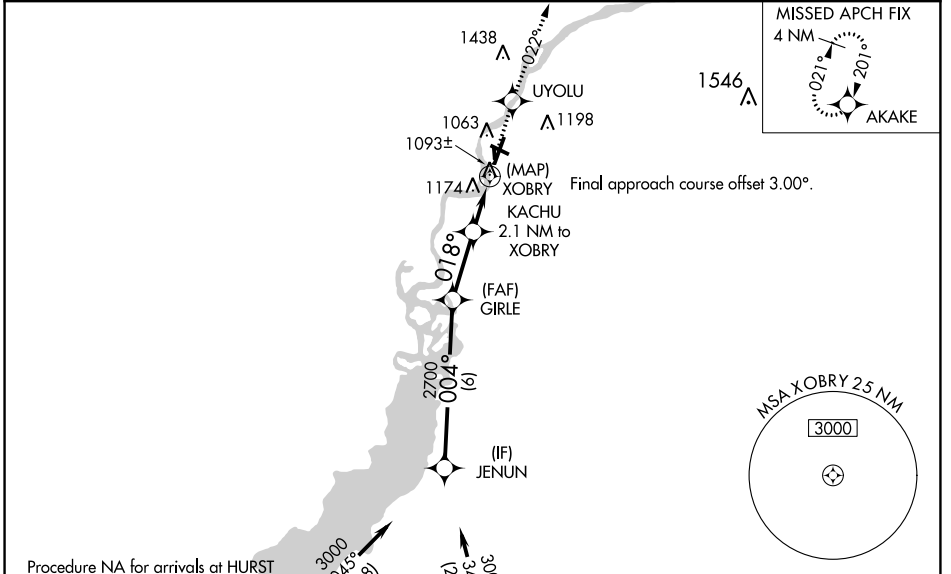 MISSED APCH FIX
4 NM
021°
201°
AKAKE
1438
022°
1546
UYOLU
1063
1198
1093±
(MAP)
XOBRY
1174
Final approach course offset 3.00°.
KACHU
2.1 NM to
XOBRY
018°
(FAF)
GIRLE
2700
004°
(6)
MSA XOBRY 25 NM
3000
(IF)
JENUN
3000
045°
Procedure NA for arrivals at HURST